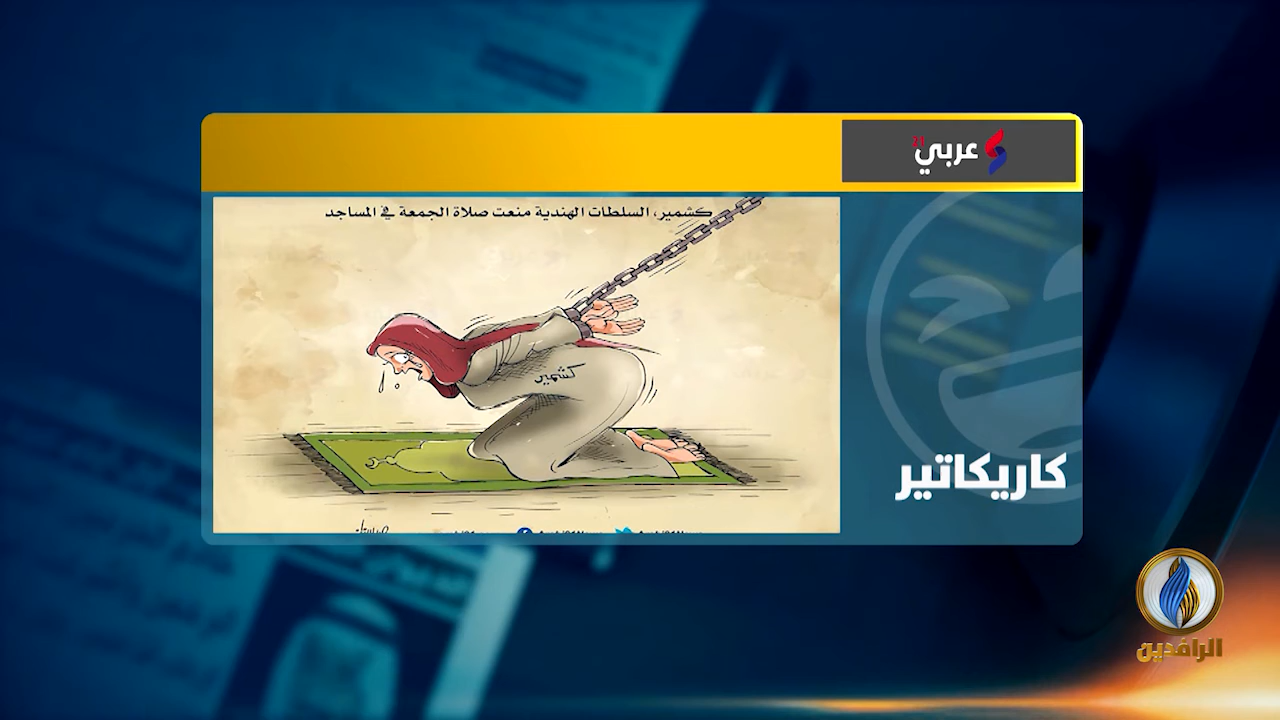 عربي 21
كشمير، السلطات الهندية منعت صلاة الجمعة في المساجد
كشمير
كاريكاتير
الرافدين